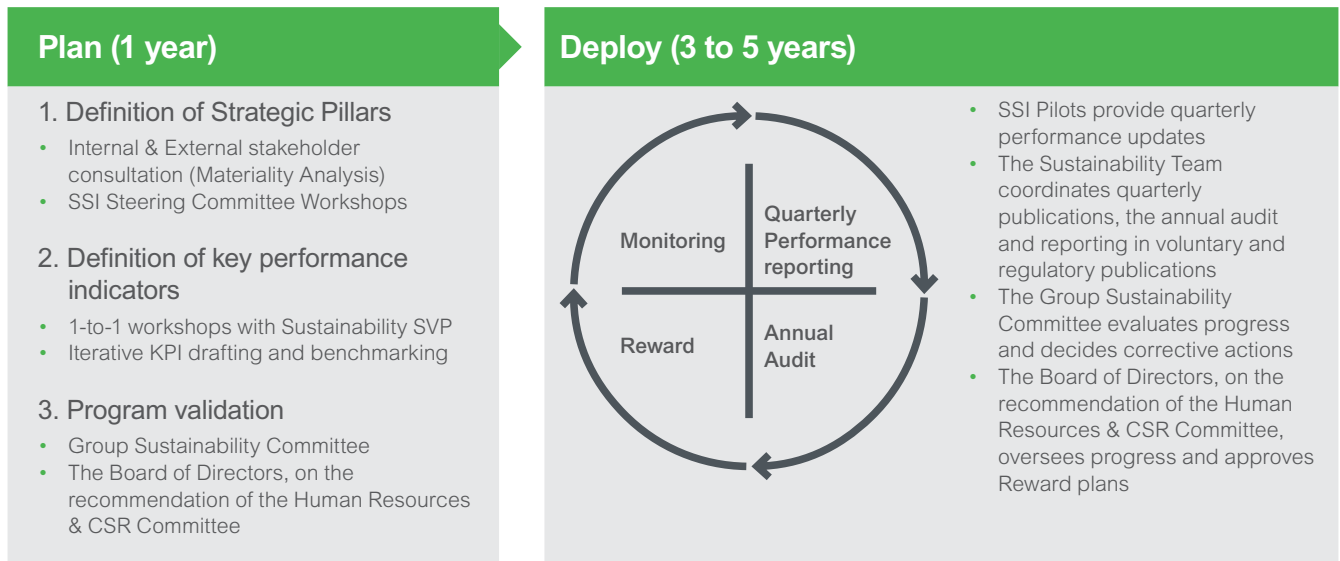 Plan (1 year)
1. Definition of Strategic Pillars
• Internal & External stakeholder
consultation (Materiality Analysis)
• SSI Steering Committee Workshops
2. Definition of key performance
indicators
• 1-to-1 workshops with Sustainability SVP
• Iterative KPI drafting and benchmarking
3. Program validation
• Group Sustainability Committee
• The Board of Directors, on the
recommendation of the Human Resources
& CSR Committee
Deploy (3 to 5 years)
Monitoring
Quarterly
Performance
reporting
Reward
Annual
Audit
• SSI Pilots provide quarterly
performance updates
• The Sustainability Team
coordinates quarterly
publications, the annual audit
and reporting in voluntary and
regulatory publications
• The Group Sustainability
Committee evaluates progress
and decides corrective actions
• The Board of Directors, on the
recommendation of the Human
Resources & CSR Committee,
oversees progress and approves
Reward plans